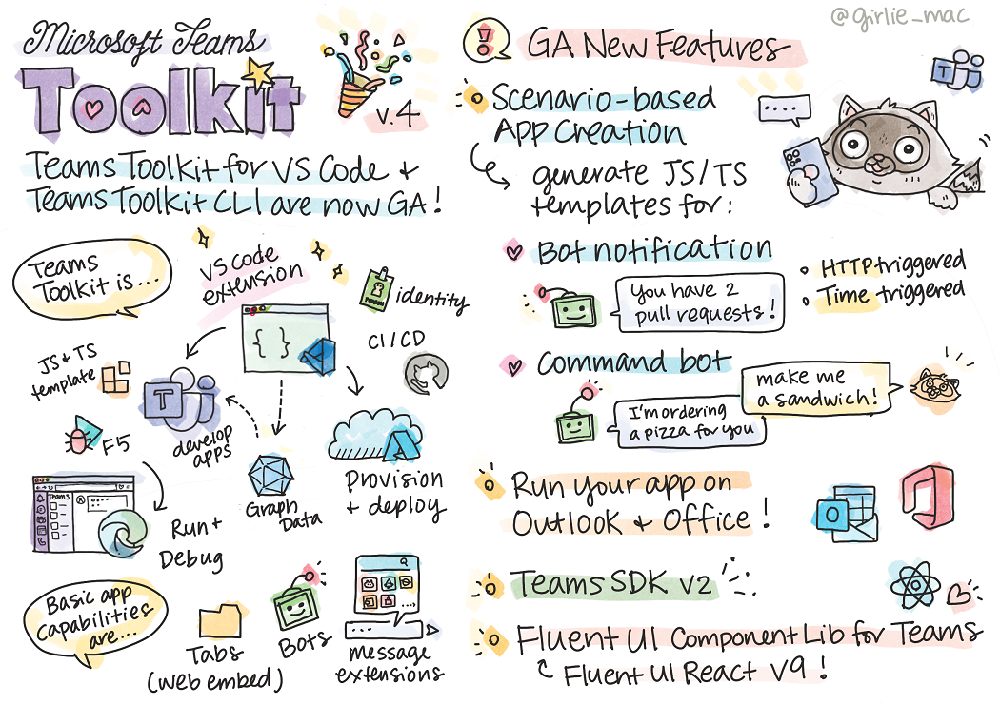 @girlie_mac
Microsoft Teams
Toolkit
v.4
Teams Toolkit for VS Code +
Teams Toolkit CLI are now GA!
Teams
Toolkit is...
VS code
extension
identity
CI/CD
{ }
JS + TS
template
T
develop
apps
F5
Graph
Data
Provision
+ deploy
Teams
Run +
Debug
Basic app
capabilities
are...
Tabs
(web embed)
Bots
message
extensions
GA New Features
Scenario-based
App Creation
T
generate JS/TS
templates for:
Bot notification
HTTP triggered
Time triggered
You have 2
pull requests!
Command bot
make me
a sandwich!
I'm ordering
a pizza for you
Run your app on
Outlook + Office!
O
Teams SDK v2
Fluent UI Component Lib for Teams
Fluent UI React v9!